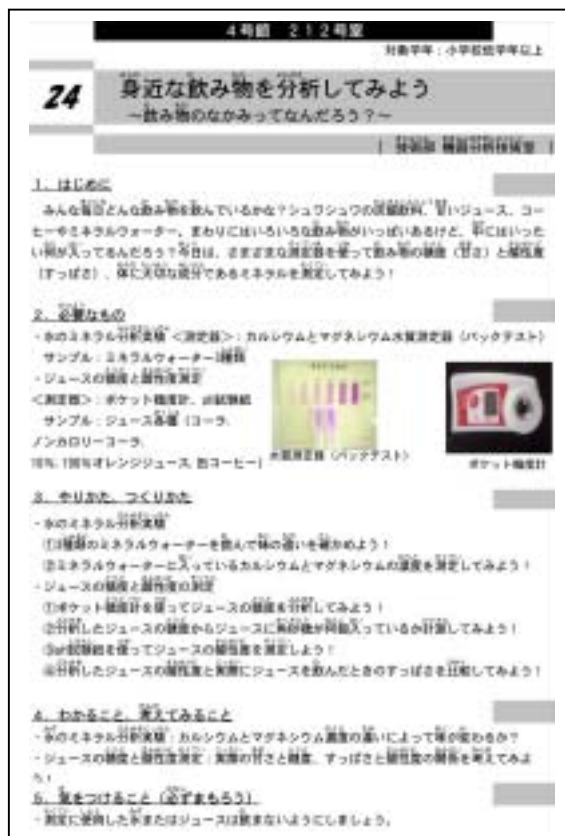 4号館 212号室
対象学年:小学校低学年以上
24
身近な飲み物を分析してみよう
~飲み物のなかみってなんだろう?~
[ 技術部 機器分析技術室 ]
1.はじめに
みんな毎日どんな飲み物を飲んでいるかな?シュワシュワの炭酸飲料、甘いジュース、コー
ヒーやミネラルウォーター。まわりにはいろいろな飲み物がいっぱいあるけど、中にはいった
い何が入ってるんだろう?今日は、さまざまな測定器を使って飲み物の糖度(甘さ)と酸性度
(すっぱさ)、体に大切な成分であるミネラルを測定してみよう!
2.必要なもの
・水のミネラル分析実験 <測定器>:カルシウムとマグネシウム水質測定器(パックテスト)
サンプル:ミネラルウォーター3種類
・ジュースの糖度と酸性度測定
<測定器>:ポケット糖度計、pH試験紙
サンプル:ジュース各種(コーラ、
ノンカロリーコーラ、
10%、100%オレンジジュース、缶コーヒー)
水質測定器(パックテスト)
ポケット糖度計
3.やりかた、つくりかた
・水のミネラル分析実験
①3種類のミネラルウォーターを飲んで味の違いを確かめよう!
②ミネラルウォーターに入っているカルシウムとマグネシウムの濃度を測定してみよう!
・ジュースの糖度と酸性度の測定
①ポケット糖度計を使ってジュースの糖度を分析してみよう!
②分析したジュースの糖度からジュースに角砂糖が何個入っているか計測してみよう!
③pH試験紙を使ってジュースの酸性度を測定しよう!
④分析したジュースの酸性度と実際にジュースを飲んだときのすっぱさを比較してみよう!
4.わかること、考えてみること
・水のミネラル分析実験:カルシウムとマグネシウム濃度の違いによって味が変わるか?
・ジュースの糖度と酸性度測定:実際の甘さと糖度、すっぱさと酸性度の関係を考えてみよ
う!
5.気をつけること(必ずまもろう)
・測定に使用した水またはジュースは飲まないようにしましょう。